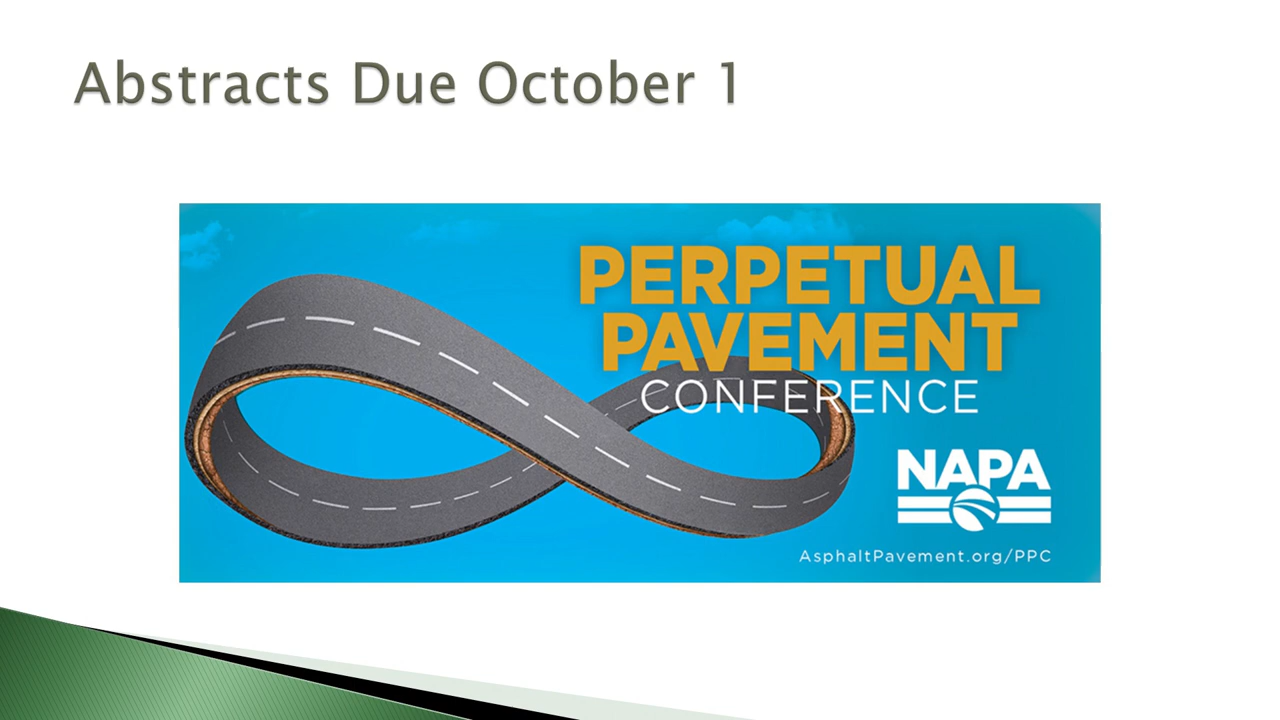 Abstracts Due October 1
PERPETUAL
PAVEMENT
CONFERENCE
NAPA
AsphaltPavement.org/PPC